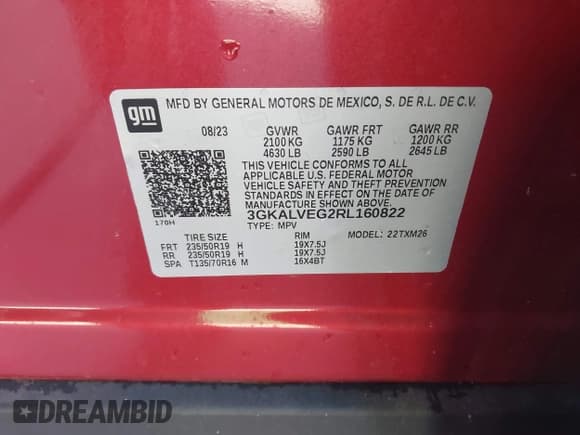 gm
MFD BY GENERAL MOTORS DE MEXICO, S. DE R.L. DE C.V.
08/23 GVWR GAWR FRT GAWR RR
2100 KG 1175 KG 1200 KG
4630 LB 2590 LB 2645 LB
THIS VEHICLE CONFORMS TO ALL
APPLICABLE U.S. FEDERAL MOTOR
VEHICLE SAFETY AND THEFT PREVENTION
STANDARDS IN EFFECT ON THE DATE OF
MANUFACTURE SHOWN ABOVE.
3GKALVEG2RL160822
170H TYPE: MPV MODEL: 22TXM26
TIRE SIZE RIM
FRT 235/50R19 H 19X7.5J
RR 235/50R19 H 19X7.5J
SPA T135/70R16 M 16X4BT
DREAMBID